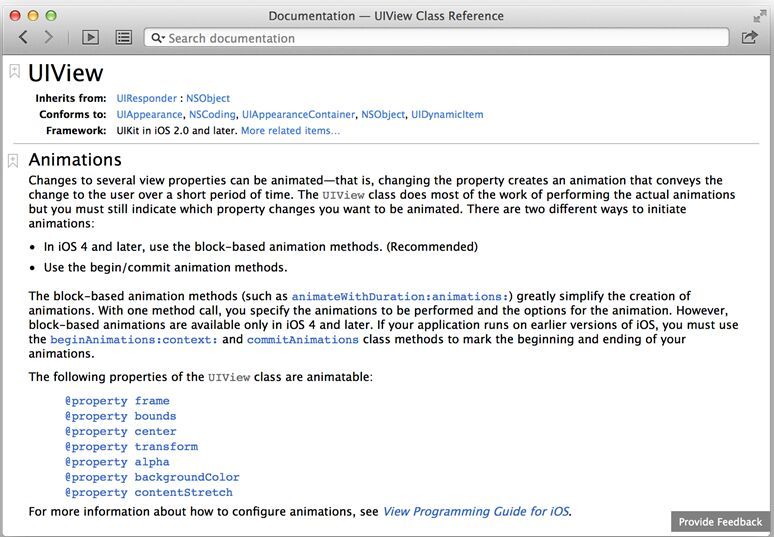 Documentation — UIView Class Reference
Search documentation
UIView
Inherits from: UIResponder : NSObject
Conforms to: UIAppearance, NSCoding, UIAppearanceContainer, NSObject, UIDynamicItem
Framework: UIKit in iOS 2.0 and later. More related items...
Animations
Changes to several view properties can be animated—that is, changing the property creates an animation that conveys the
change to the user over a short period of time. The UIView class does most of the work of performing the actual animations
but you must still indicate which property changes you want to be animated. There are two different ways to initiate
animations:
• In iOS 4 and later, use the block-based animation methods. (Recommended)
• Use the begin/commit animation methods.
The block-based animation methods (such as animateWithDuration:animations:) greatly simplify the creation of
animations. With one method call, you specify the animations to be performed and the options for the animation. However,
block-based animations are available only in iOS 4 and later. If your application runs on earlier versions of iOS, you must use
the beginAnimations:context: and commitAnimations class methods to mark the beginning and ending of your
animations.
The following properties of the UIView class are animatable:
@property frame
@property bounds
@property center
@property transform
@property alpha
@property backgroundColor
@property contentStretch
For more information about how to configure animations, see View Programming Guide for iOS.
Provide Feedback